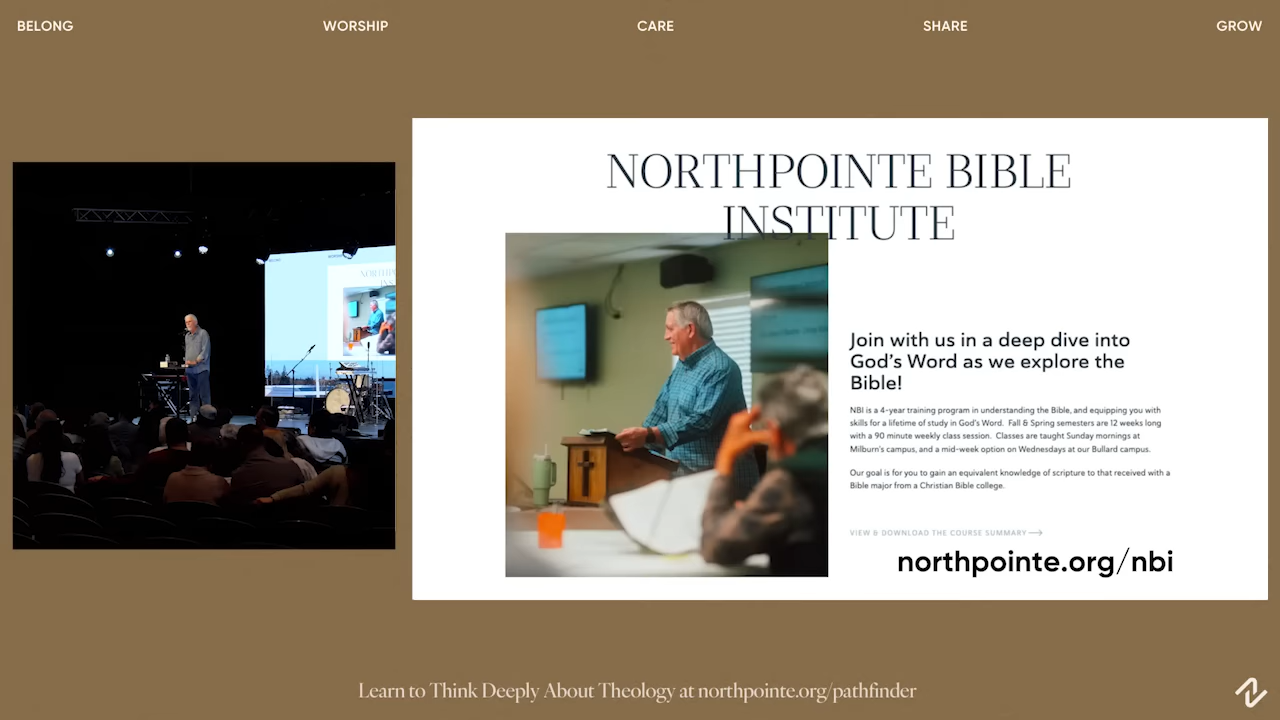 BELONG WORSHIP CARE SHARE GROW
NORTHPOINTE BIBLE
INSTITUTE
Join with us in a deep dive into
God's Word as we explore the
Bible!
NBI is a 4-year training program in understanding the Bible, and equipping you with
skills for a lifetime of study in God's Word. Fall & Spring semesters are 12 weeks long
with a 90 minute weekly class session. Classes are taught Sunday mornings at
Milburn's campus, and a mid-week option on Wednesdays at our Bullard campus.
Our goal is for you to gain an equivalent knowledge of scripture to that received with a
Bible major from a Christian Bible college.
VIEW & DOWNLOAD THE COURSE SUMMARY
northpointe.org/nbi
Learn to Think Deeply About Theology at northpointe.org/pathfinder